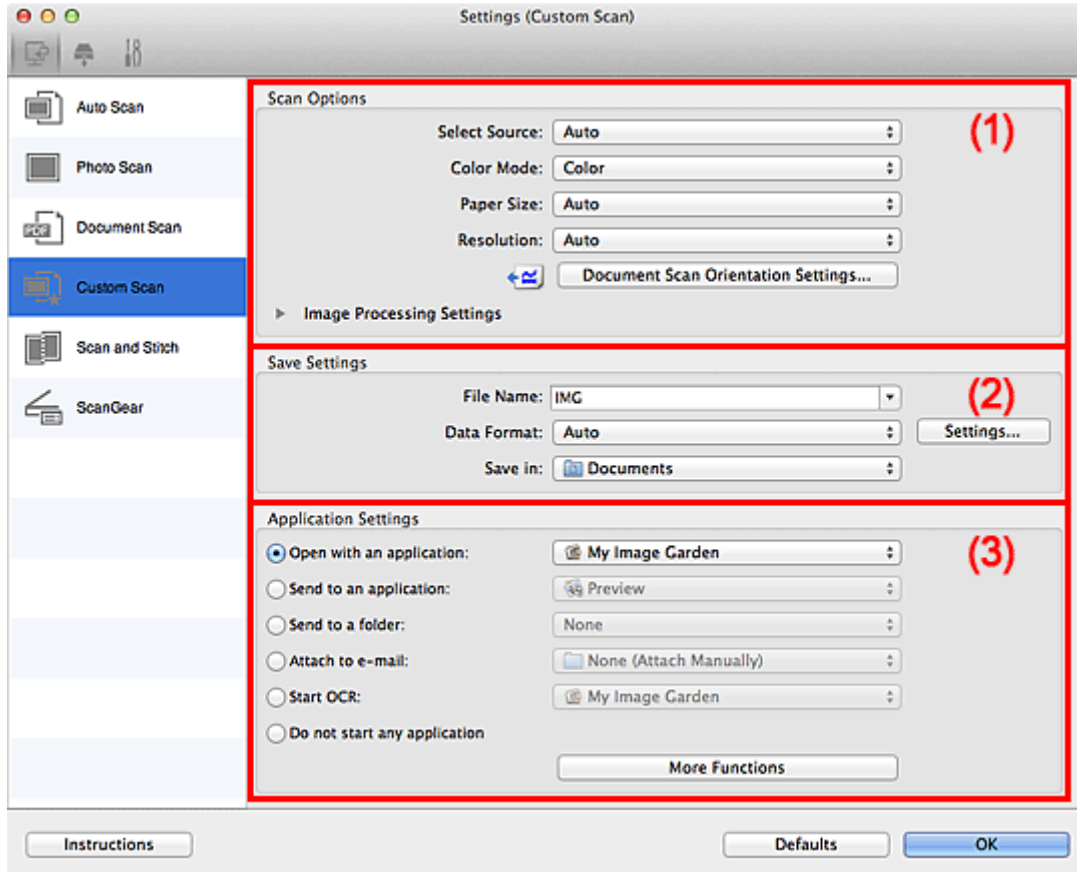 Settings (Custom Scan)
Auto Scan
Photo Scan
PDF
Document Scan
Custom Scan
Scan and Stitch
ScanGear
Scan Options
(1)
Select Source: Auto
Color Mode: Color
Paper Size: Auto
Resolution: Auto
Document Scan Orientation Settings...
Image Processing Settings
Save Settings
(2)
File Name: IMG
Data Format: Auto Settings...
Save in: Documents
Application Settings
(3)
Open with an application: My Image Garden
Send to an application: Preview
Send to a folder: None
Attach to e-mail: None (Attach Manually)
Start OCR: My Image Garden
Do not start any application
More Functions
Instructions Defaults OK